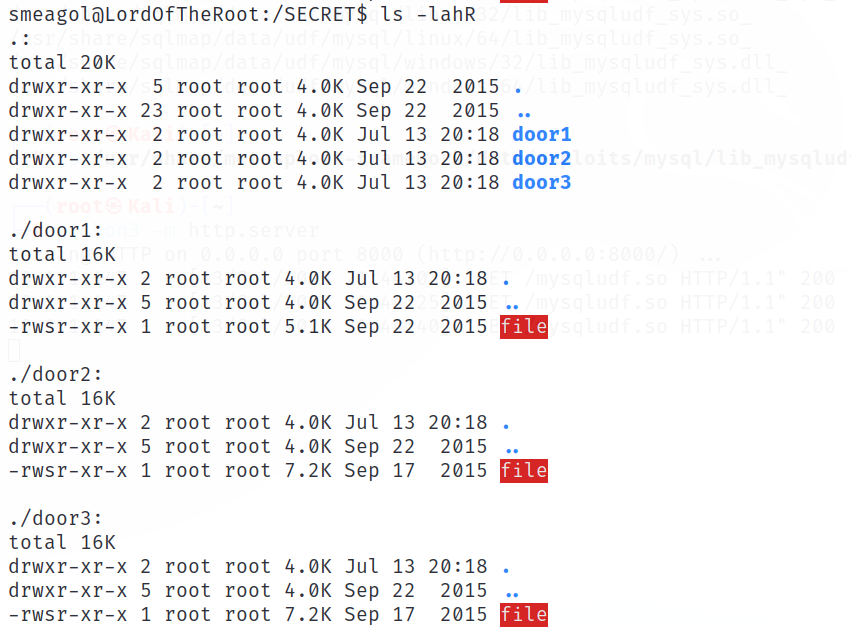 smeagol@LordOfTheRoot:/SECRET$ ls -lahR
.:
total 20K
drwxr-xr-x  5 root root 4.0K Sep 22  2015 .
drwxr-xr-x 23 root root 4.0K Sep 22  2015 ..
drwxr-xr-x  2 root root 4.0K Jul 13 20:18 door1
drwxr-xr-x  2 root root 4.0K Jul 13 20:18 door2
drwxr-xr-x  2 root root 4.0K Jul 13 20:18 door3
./door1:
total 16K
drwxr-xr-x 2 root root 4.0K Jul 13 20:18 .
drwxr-xr-x 5 root root 4.0K Sep 22  2015 ..
-rwsr-xr-x 1 root root 5.1K Sep 22  2015 file
./door2:
total 16K
drwxr-xr-x 2 root root 4.0K Jul 13 20:18 .
drwxr-xr-x 5 root root 4.0K Sep 22  2015 ..
-rwsr-xr-x 1 root root 7.2K Sep 17  2015 file
./door3:
total 16K
drwxr-xr-x 2 root root 4.0K Jul 13 20:18 .
drwxr-xr-x 5 root root 4.0K Sep 22  2015 ..
-rwsr-xr-x 1 root root 7.2K Sep 17  2015 file